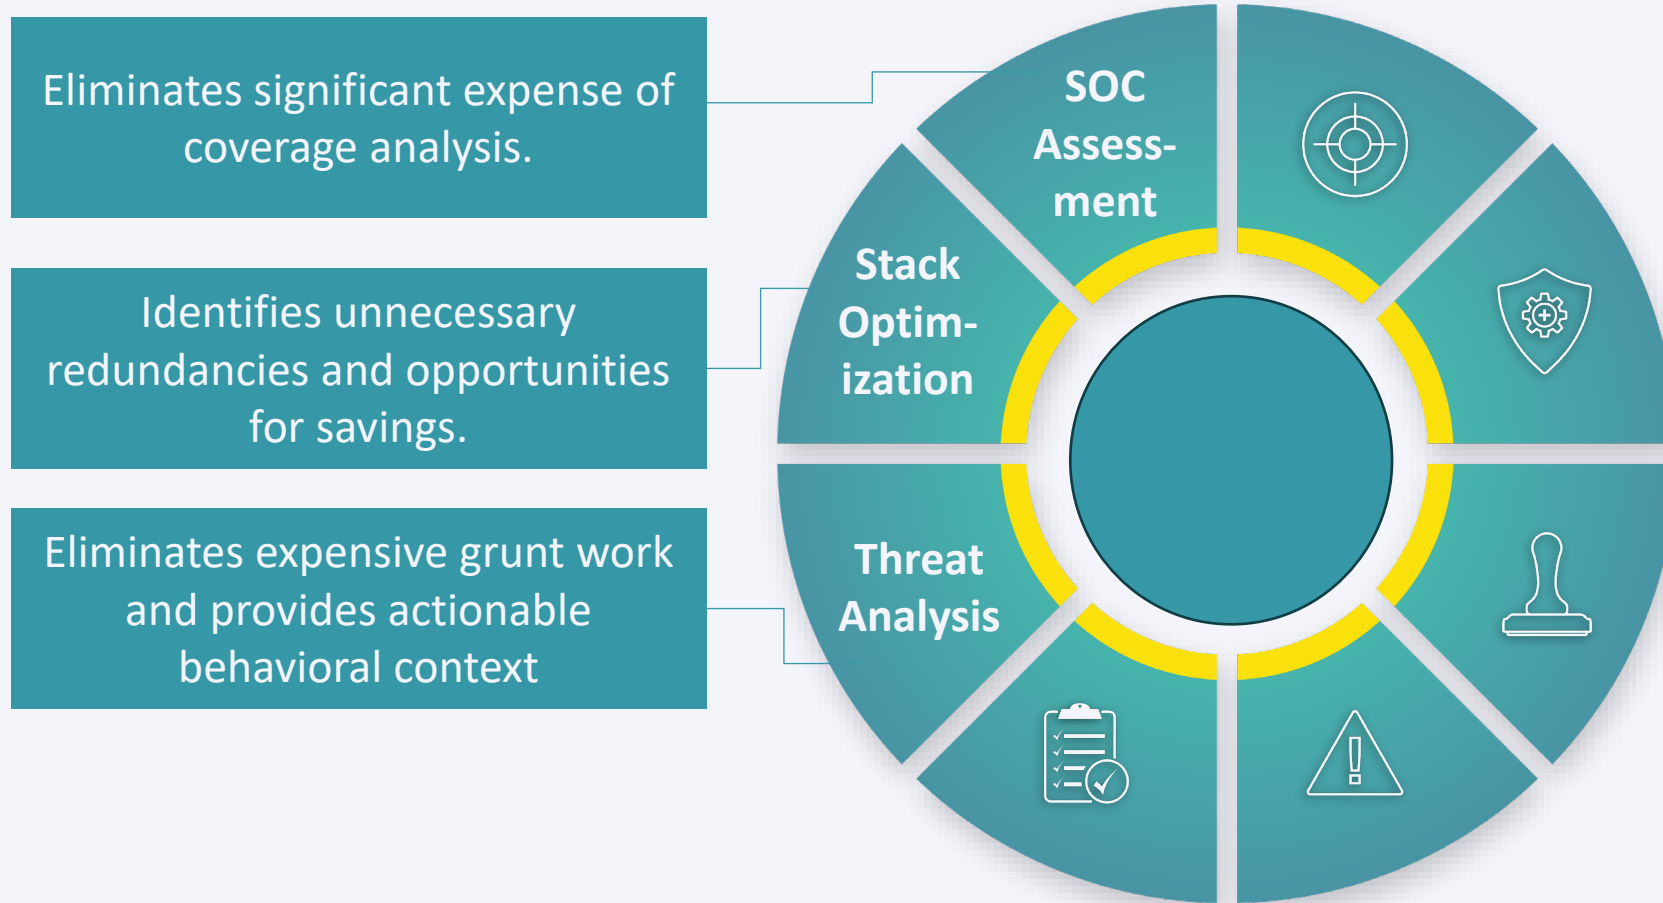 Eliminates significant expense of
coverage analysis.
Identifies unnecessary
redundancies and opportunities
for savings.
Eliminates expensive grunt work
and provides actionable
behavioral context
SOC
Assess-
ment
Stack
Optim-
ization
Threat
Analysis